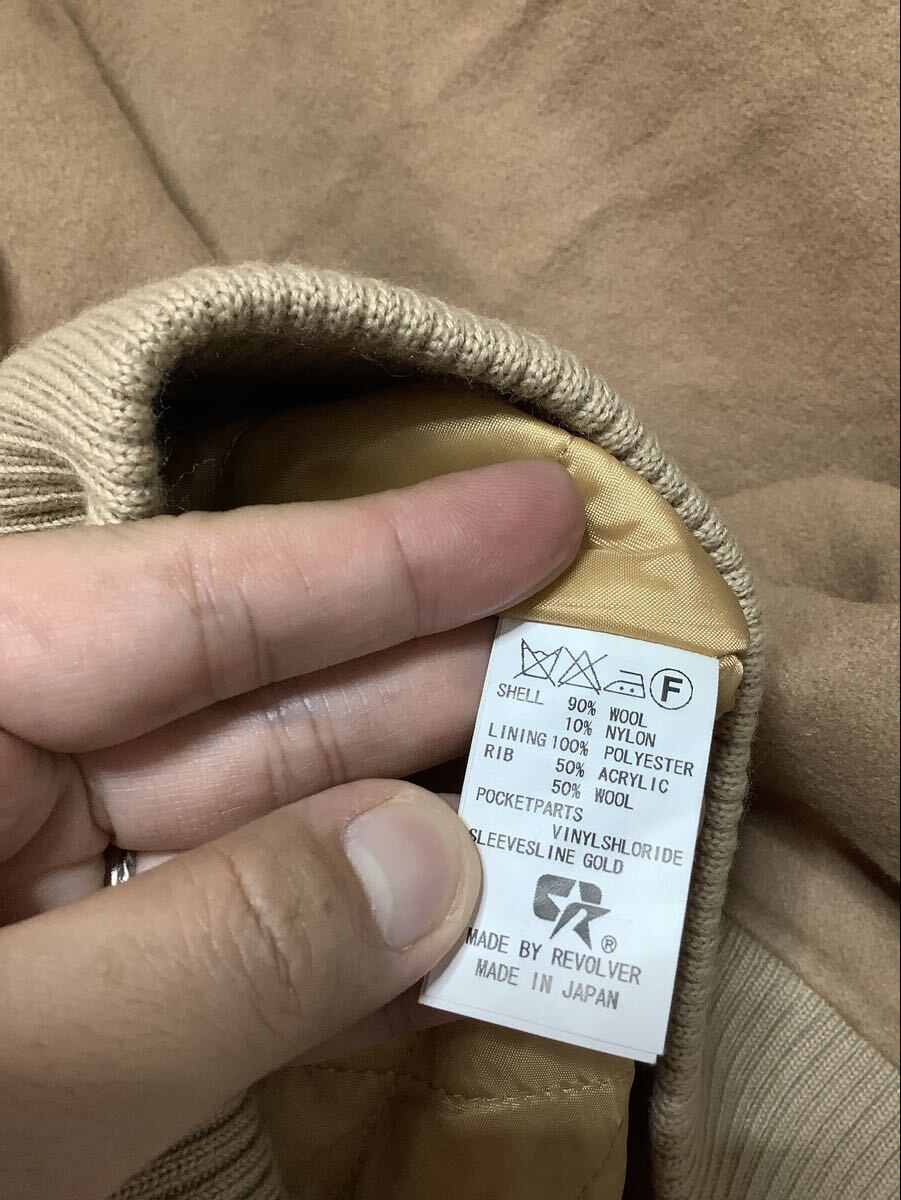 F
SHELL 90% WOOL
10% NYLON
LINING 100% POLYESTER
RIB 50% ACRYLIC
50% WOOL
POCKETPARTS
VINYLSHLORIDE
SLEEVESLINE GOLD
®
MADE BY REVOLVER
MADE IN JAPAN